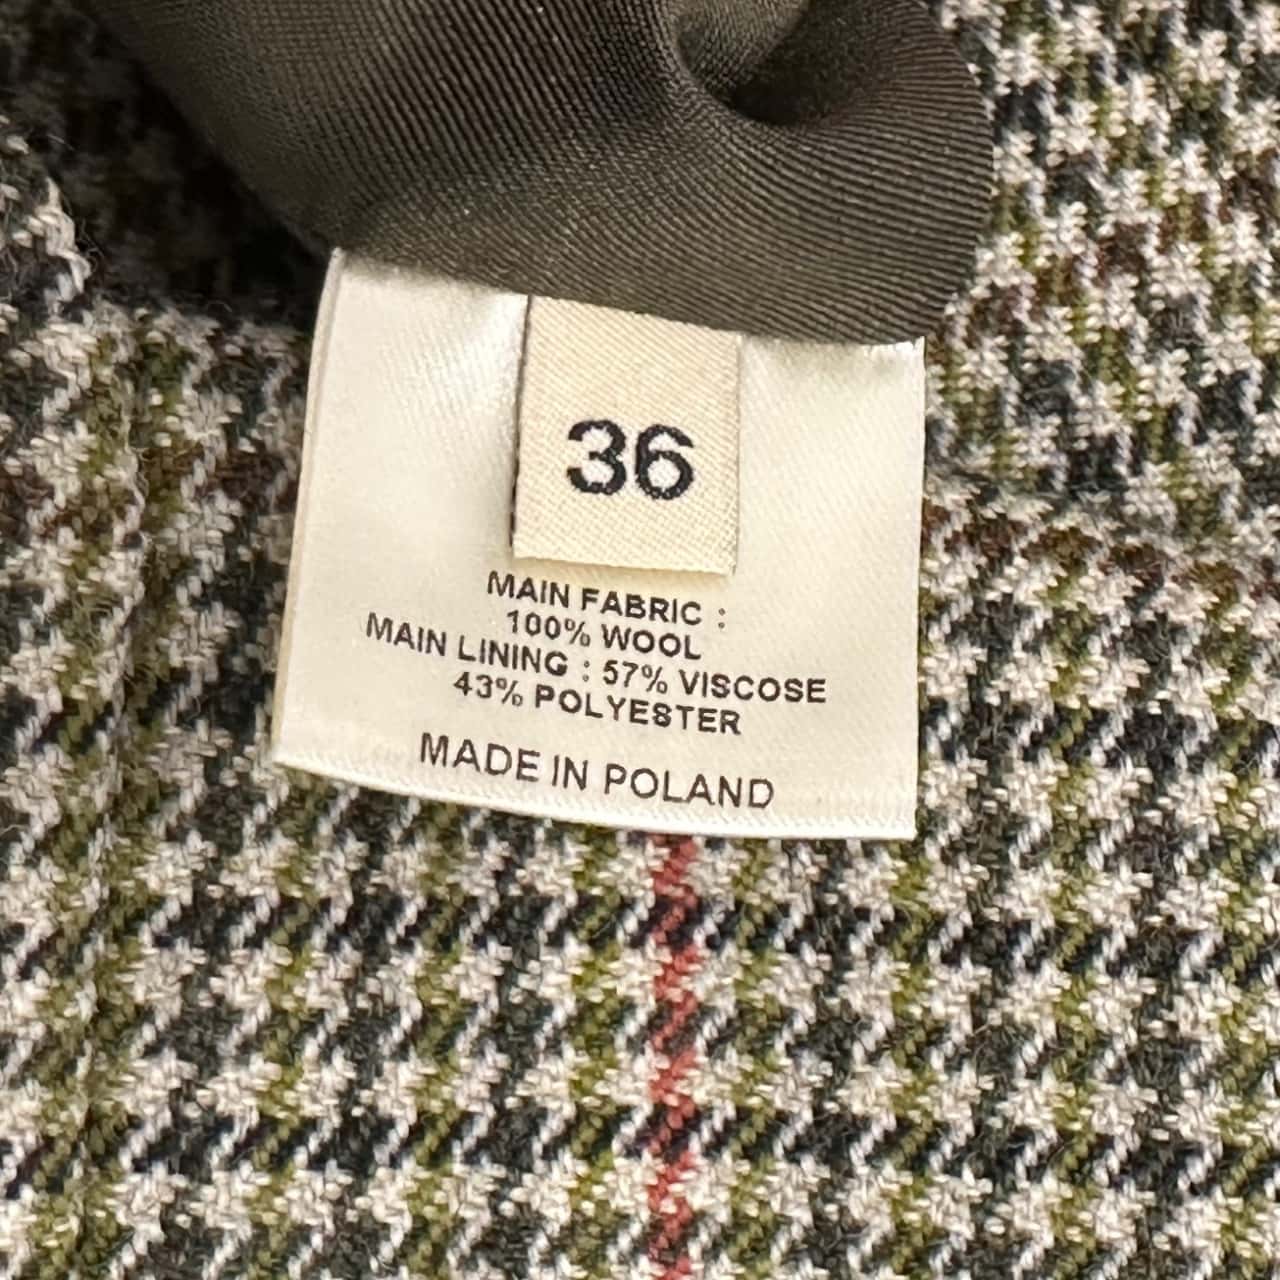 36
MAIN FABRIC :
100% WOOL
MAIN LINING : 57% VISCOSE
43% POLYESTER
MADE IN POLAND